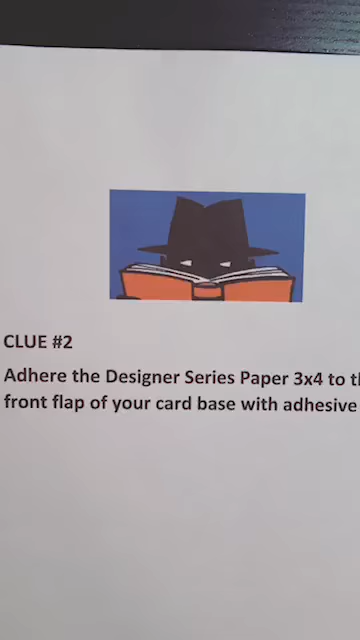 CLUE #2
Adhere the Designer Series Paper 3x4 to
front flap of your card base with adhesive